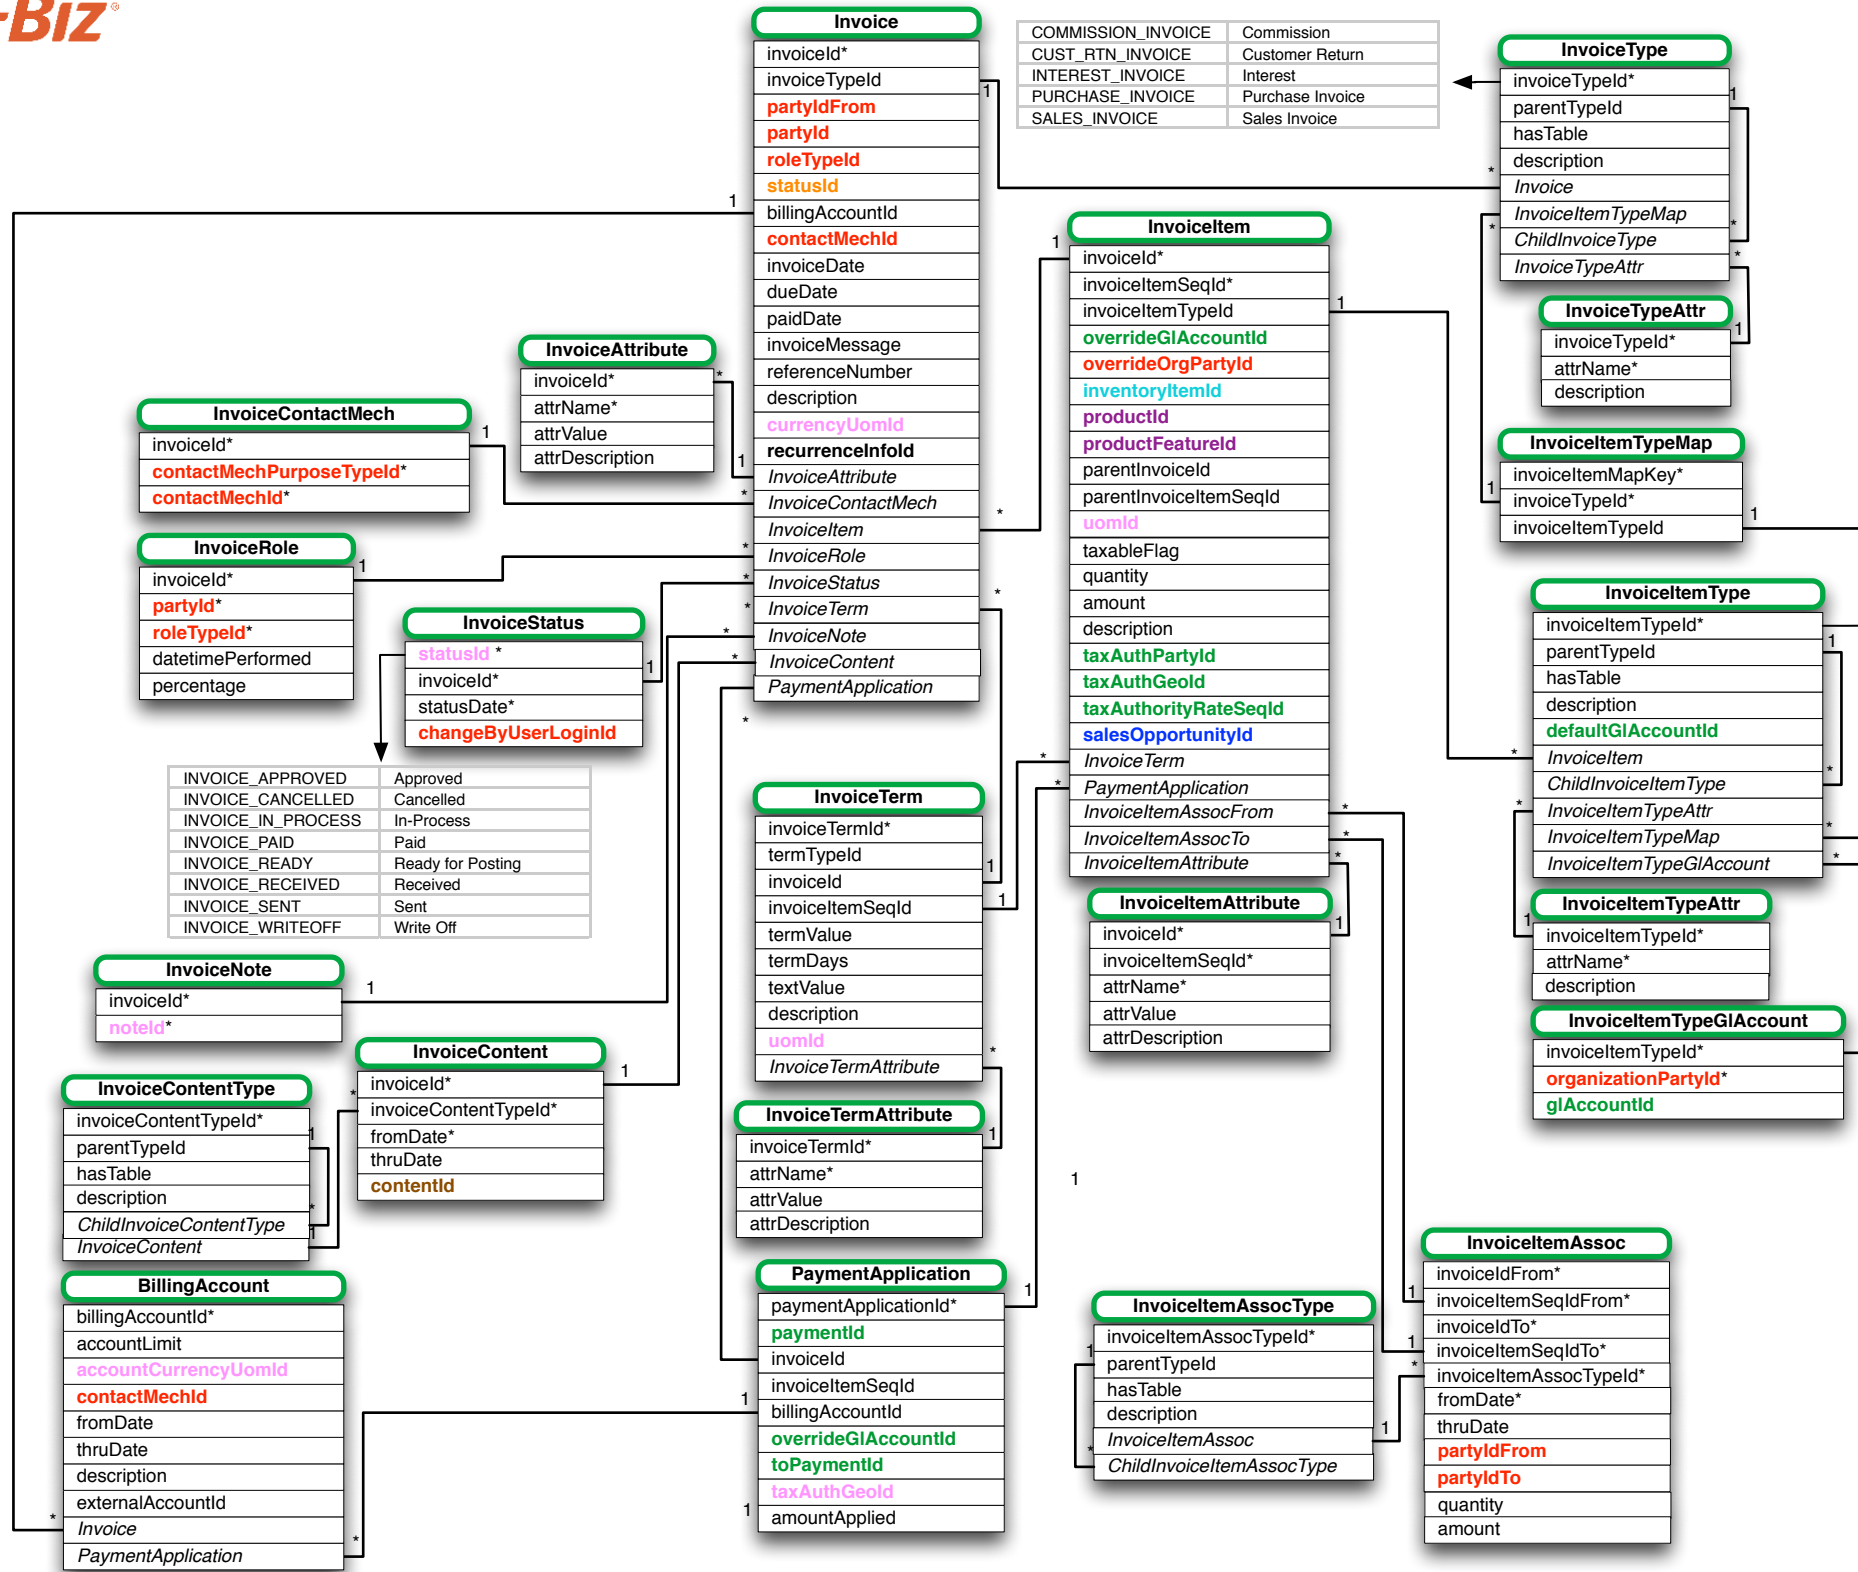 -BIZ®
Invoice
invoiceId*
invoiceTypeId
partyIdFrom
partyId
roleTypeId
statusId
billingAccountId
contactMechId
invoiceDate
dueDate
paidDate
invoiceMessage
referenceNumber
description
currencyUomId
recurrenceInfoId
InvoiceAttribute
InvoiceContactMech
InvoiceItem
InvoiceRole
InvoiceStatus
InvoiceTerm
InvoiceNote
InvoiceContent
PaymentApplication
COMMISSION_INVOICE Commission
CUST_RTN_INVOICE Customer Return
INTEREST_INVOICE Interest
PURCHASE_INVOICE Purchase Invoice
SALES_INVOICE Sales Invoice
InvoiceType
invoiceTypeId*
parentTypeId
hasTable
description
Invoice
InvoiceItemTypeMap
ChildInvoiceType
InvoiceTypeAttr
InvoiceTypeAttr
invoiceTypeId*
attrName*
description
InvoiceItemTypeMap
invoiceItemMapKey*
invoiceTypeId*
invoiceItemTypeId
InvoiceItem
invoiceId*
invoiceItemSeqId*
invoiceItemTypeId
overrideGlAccountId
overrideOrgPartyId
inventoryItemId
productId
productFeatureId
parentInvoiceId
parentInvoiceItemSeqId
uomId
taxableFlag
quantity
amount
description
taxAuthPartyId
taxAuthGeoId
taxAuthorityRateSeqId
salesOpportunityId
InvoiceTerm
PaymentApplication
InvoiceItemAssocFrom
InvoiceItemAssocTo
InvoiceItemAttribute
InvoiceAttribute
invoiceId*
attrName*
attrValue
attrDescription
InvoiceContactMech
invoiceId*
contactMechPurposeTypeId*
contactMechId*
InvoiceRole
invoiceId*
partyId*
roleTypeId*
datetimePerformed
percentage
InvoiceStatus
statusId *
invoiceId*
statusDate*
changeByUserLoginId
INVOICE_APPROVED Approved
INVOICE_CANCELLED Cancelled
INVOICE_IN_PROCESS In-Process
INVOICE_PAID Paid
INVOICE_READY Ready for Posting
INVOICE_RECEIVED Received
INVOICE_SENT Sent
INVOICE_WRITEOFF Write Off
InvoiceItemType
invoiceItemTypeId*
parentTypeId
hasTable
description
defaultGlAccountId
InvoiceItem
ChildInvoiceItemType
InvoiceItemTypeAttr
InvoiceItemTypeMap
InvoiceItemTypeGlAccount
InvoiceItemTypeAttr
invoiceItemTypeId*
attrName*
description
InvoiceItemTypeGlAccount
invoiceItemTypeId*
organizationPartyId*
glAccountId
InvoiceTerm
invoiceTermId*
termTypeId
invoiceId
invoiceItemSeqId
termValue
termDays
textValue
description
uomId
InvoiceTermAttribute
InvoiceItemAttribute
invoiceId*
invoiceItemSeqId*
attrName*
attrValue
attrDescription
InvoiceNote
invoiceId*
noteId*
InvoiceContent
invoiceId*
invoiceContentTypeId*
fromDate*
thruDate
contentId
InvoiceContentType
invoiceContentTypeId*
parentTypeId
hasTable
description
ChildInvoiceContentType
InvoiceContent
InvoiceTermAttribute
invoiceTermId*
attrName*
attrValue
attrDescription
BillingAccount
billingAccountId*
accountLimit
accountCurrencyUomId
contactMechId
fromDate
thruDate
description
externalAccountId
Invoice
PaymentApplication
PaymentApplication
paymentApplicationId*
paymentId
invoiceId
invoiceItemSeqId
billingAccountId
overrideGlAccountId
toPaymentId
taxAuthGeoId
amountApplied
InvoiceItemAssocType
invoiceItemAssocTypeId*
parentTypeId
hasTable
description
InvoiceItemAssoc
ChildInvoiceItemAssocType
InvoiceItemAssoc
invoiceIdFrom*
invoiceItemSeqIdFrom*
invoiceIdTo*
invoiceItemSeqIdTo*
invoiceItemAssocTypeId*
fromDate*
thruDate
partyIdFrom
partyIdTo
quantity
amount